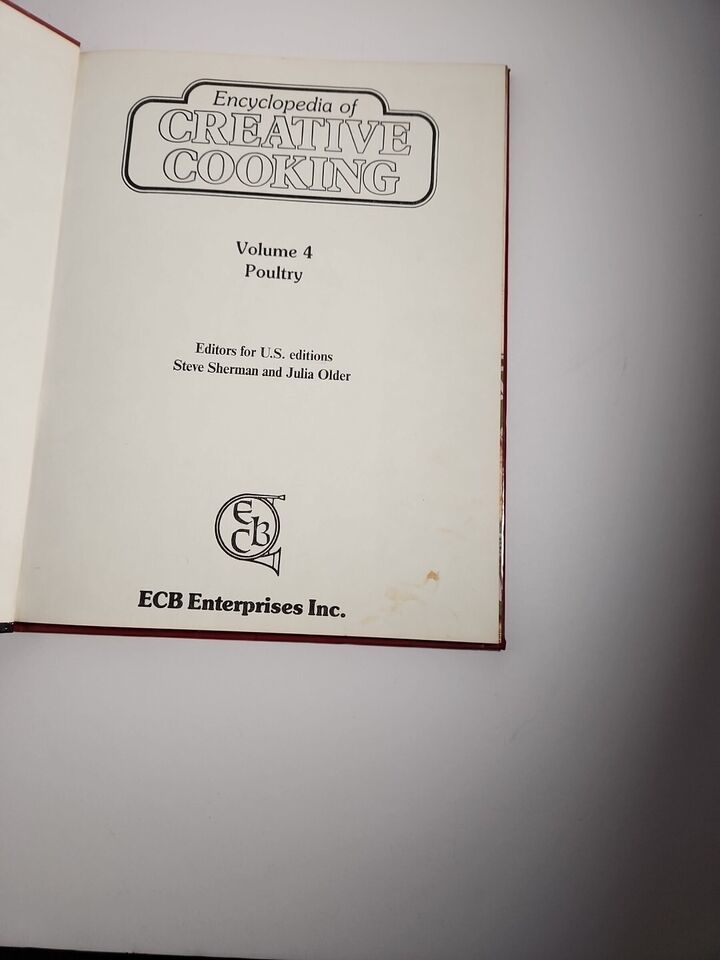 Encyclopedia of
CREATIVE
COOKING
Volume 4
Poultry
Editors for U.S. editions
Steve Sherman and Julia Older
ECB
ECB Enterprises Inc.